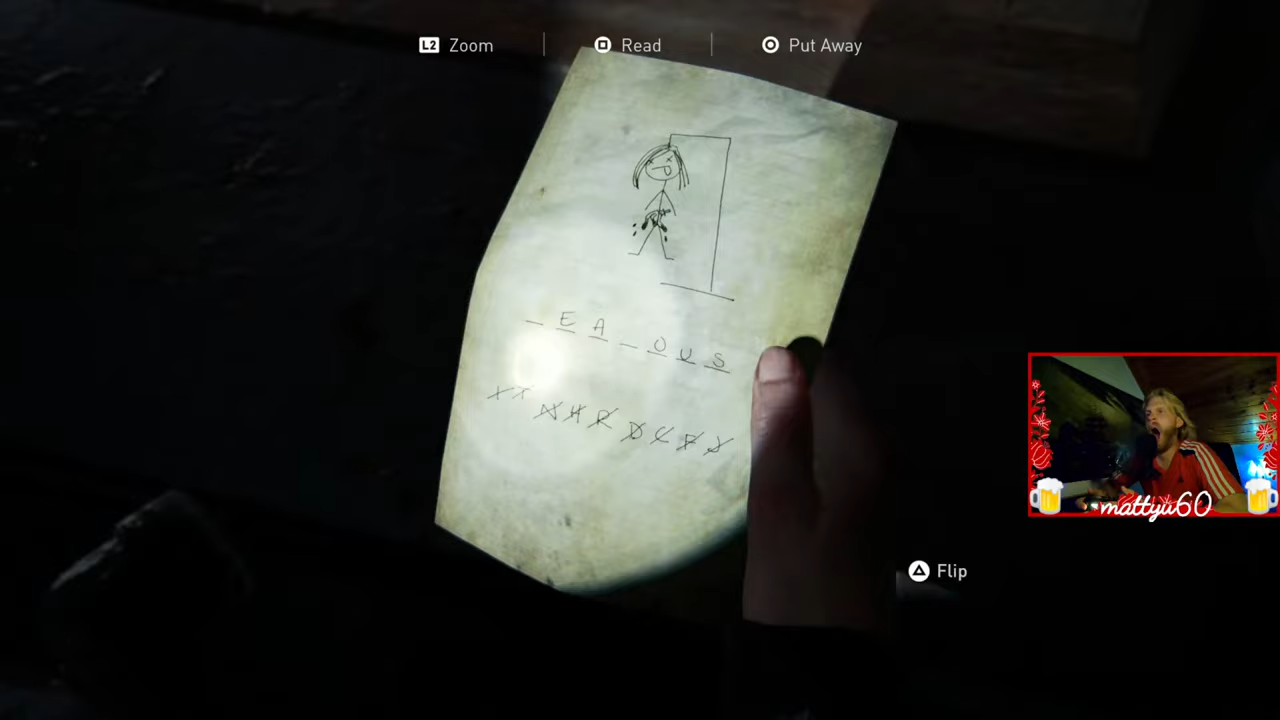 L2 Zoom Read Put Away
_ E A _ O U S
X T N H R D C F J
mattyu60
Flip